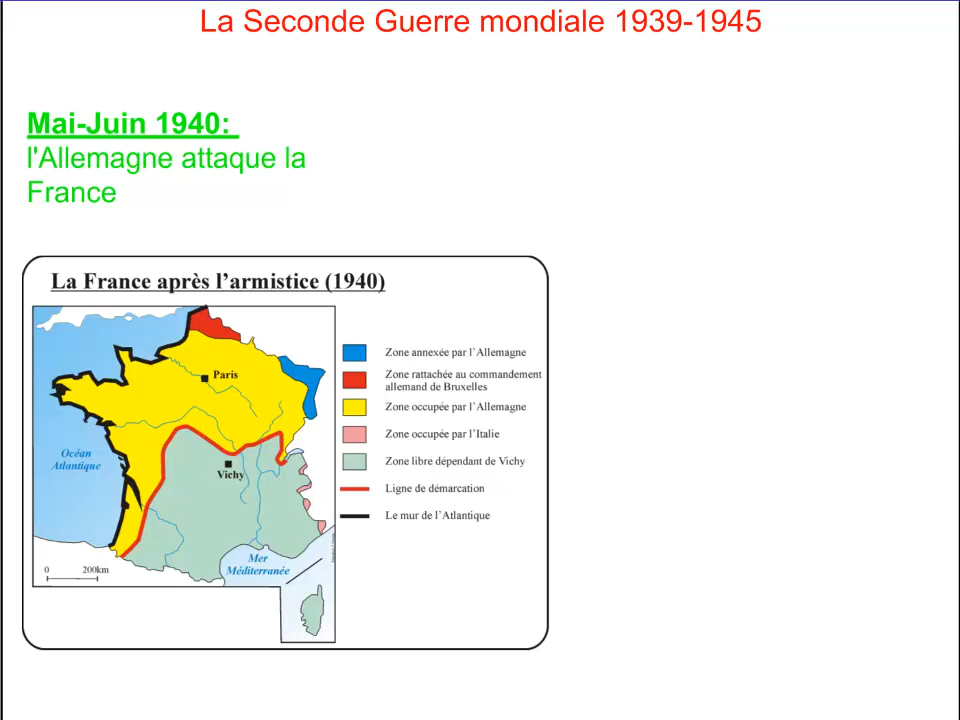 La Seconde Guerre mondiale 1939-1945
Mai-Juin 1940:
l'Allemagne attaque la
France
La France après l'armistice (1940)
Paris
Vichy
Océan
Atlantique
Mer
Méditerranée
0 200km
Zone annexée par l'Allemagne
Zone rattachée au commandement
allemand de Bruxelles
Zone occupée par l'Allemagne
Zone occupée par l'Italie
Zone libre dépendant de Vichy
Ligne de démarcation
Le mur de l'Atlantique